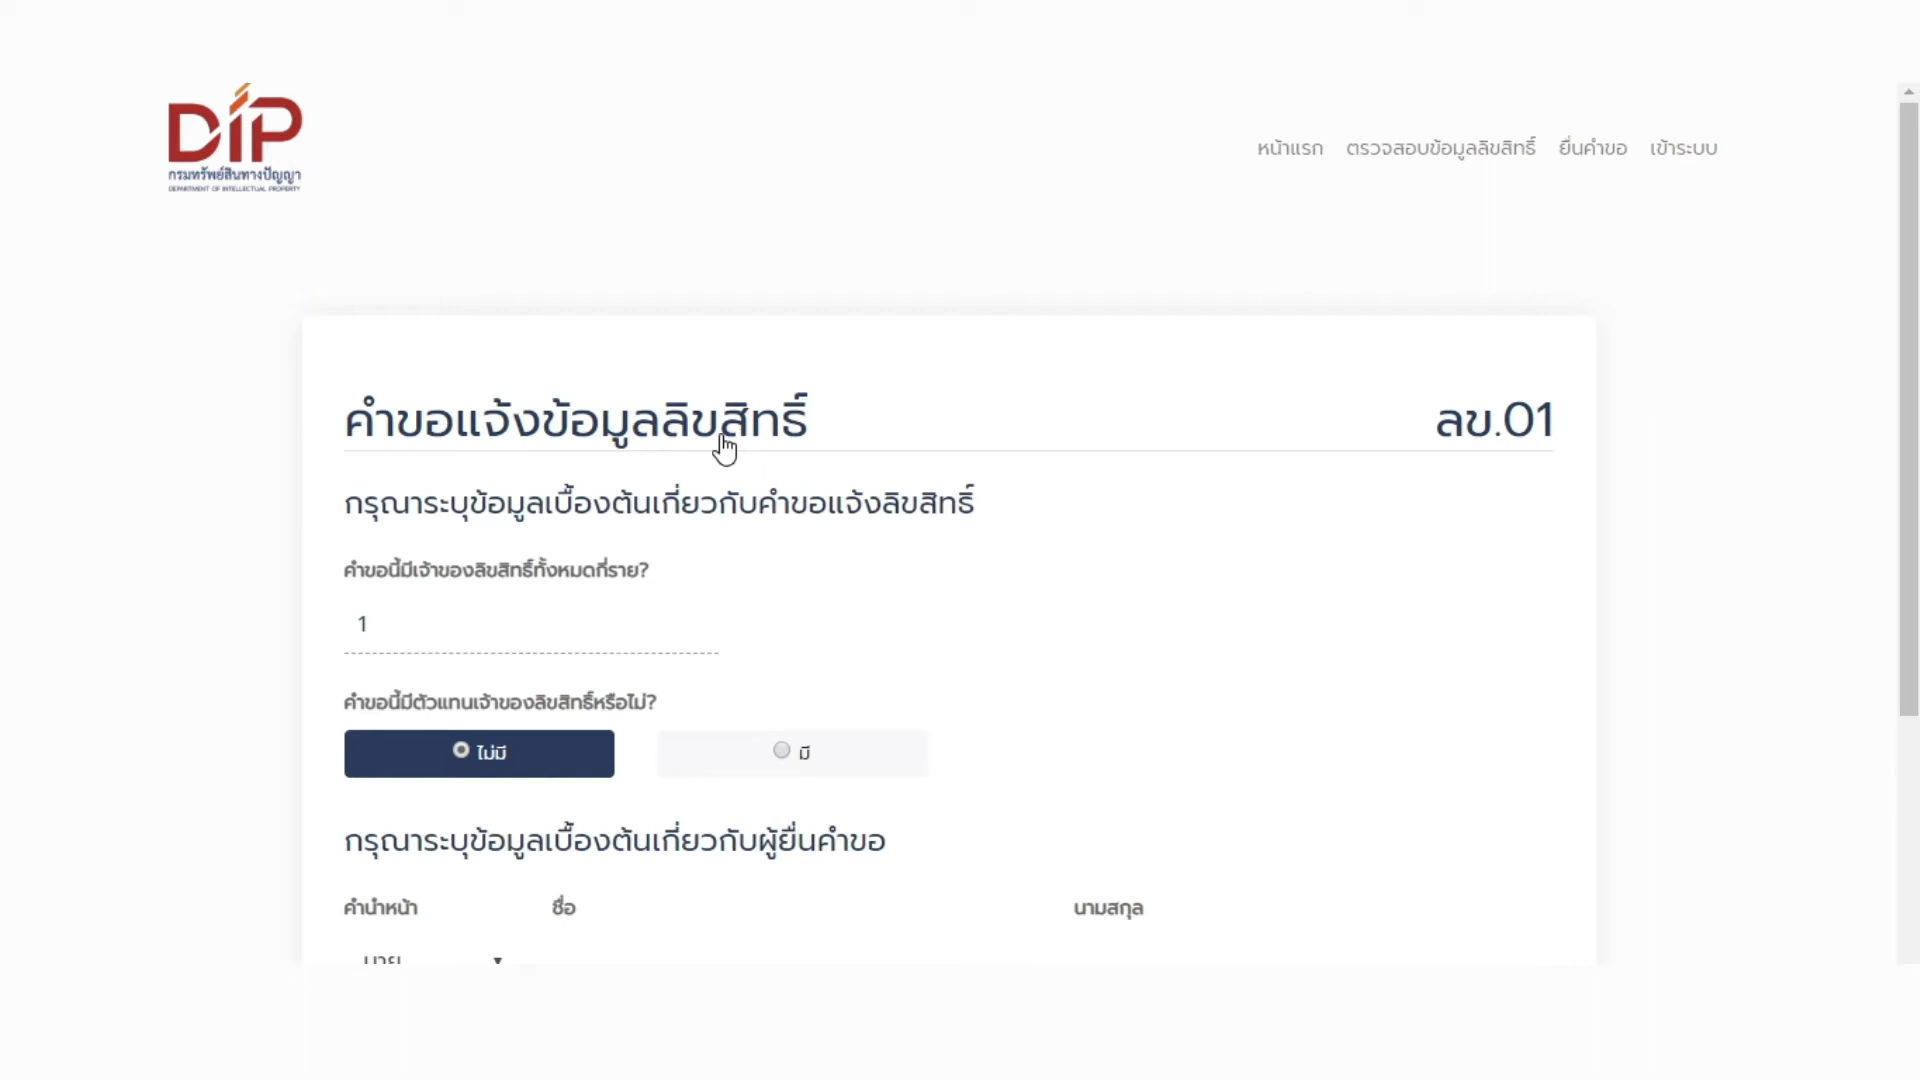 DIP
กรมทรัพย์สินทางปัญญา
DEPARTMENT OF INTELLECTUAL PROPERTY
หน้าแรก ตรวจสอบข้อมูลลิขสิทธิ์ ยื่นคำขอ เข้าระบบ
คำขอแจ้งข้อมูลลิขสิทธิ์ ลข.01
กรุณาระบุข้อมูลเบื้องต้นเกี่ยวกับคำขอแจ้งลิขสิทธิ์
คำขอนี้มีเจ้าของลิขสิทธิ์ทั้งหมดกี่ราย?
1
คำขอนี้มีตัวแทนเจ้าของลิขสิทธิ์หรือไม่?
ไม่มี มี
กรุณาระบุข้อมูลเบื้องต้นเกี่ยวกับผู้ยื่นคำขอ
คำนำหน้า ชื่อ นามสกุล
นาย